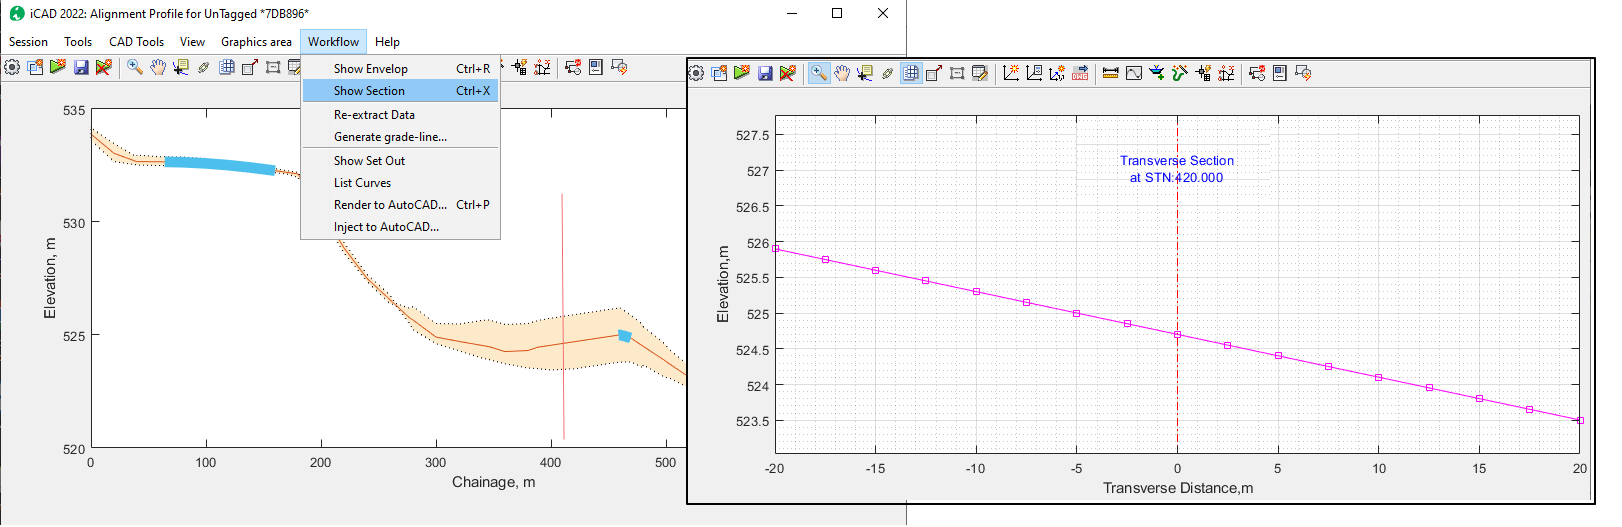 iCAD 2022: Alignment Profile for UnTagged *7DB896*
Session Tools CAD Tools View Graphics area Workflow Help
Show Envelop Ctrl+R
Show Section Ctrl+X
Re-extract Data
Generate grade-line...
Show Set Out
List Curves
Render to AutoCAD... Ctrl+P
Inject to AutoCAD...
535
530
525
520
Elevation, m
0 100 200 300 400 500
Chainage, m
527.5
527
526.5
526
525.5
525
524.5
524
523.5
Elevation,m
Transverse Section
at STN:420.000
-20 -15 -10 -5 0 5 10 15 20
Transverse Distance,m